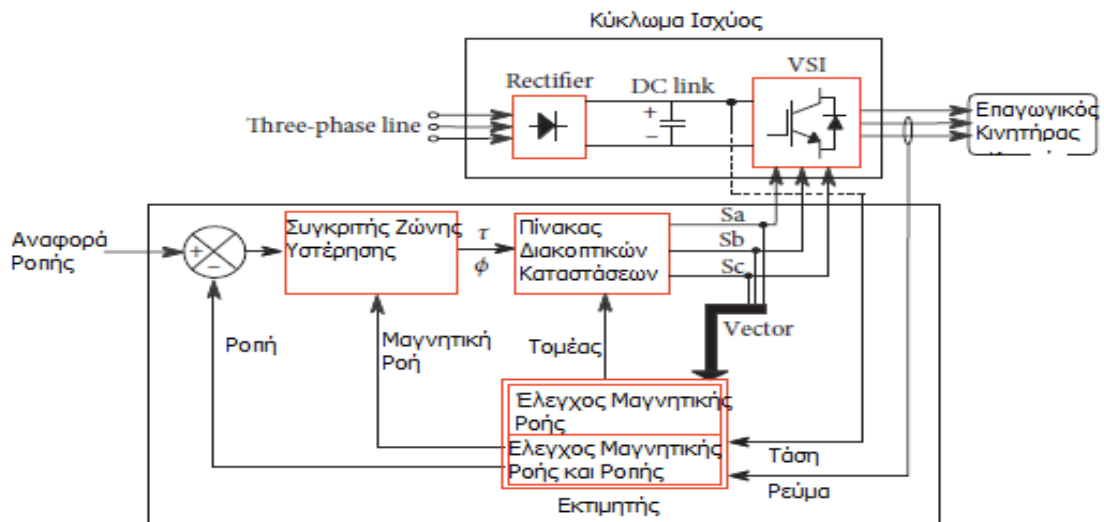 Κύκλωμα Ισχύος
Rectifier
DC link
VSI
+
−
Three-phase line
Επαγωγικός
Κινητήρας
Αναφορά
Ροπής
+
−
Συγκριτής Ζώνης
Υστέρησης
τ
ϕ
Πίνακας
Διακοπτικών
Καταστάσεων
Sa
Sb
Sc
Ροπή
Μαγνητική
Ροή
Τομέας
Vector
Έλεγχος Μαγνητικής
Ροής
Ελεγχος Μαγνητικής
Ροής και Ροπής
Τάση
Ρεύμα
Εκτιμητής